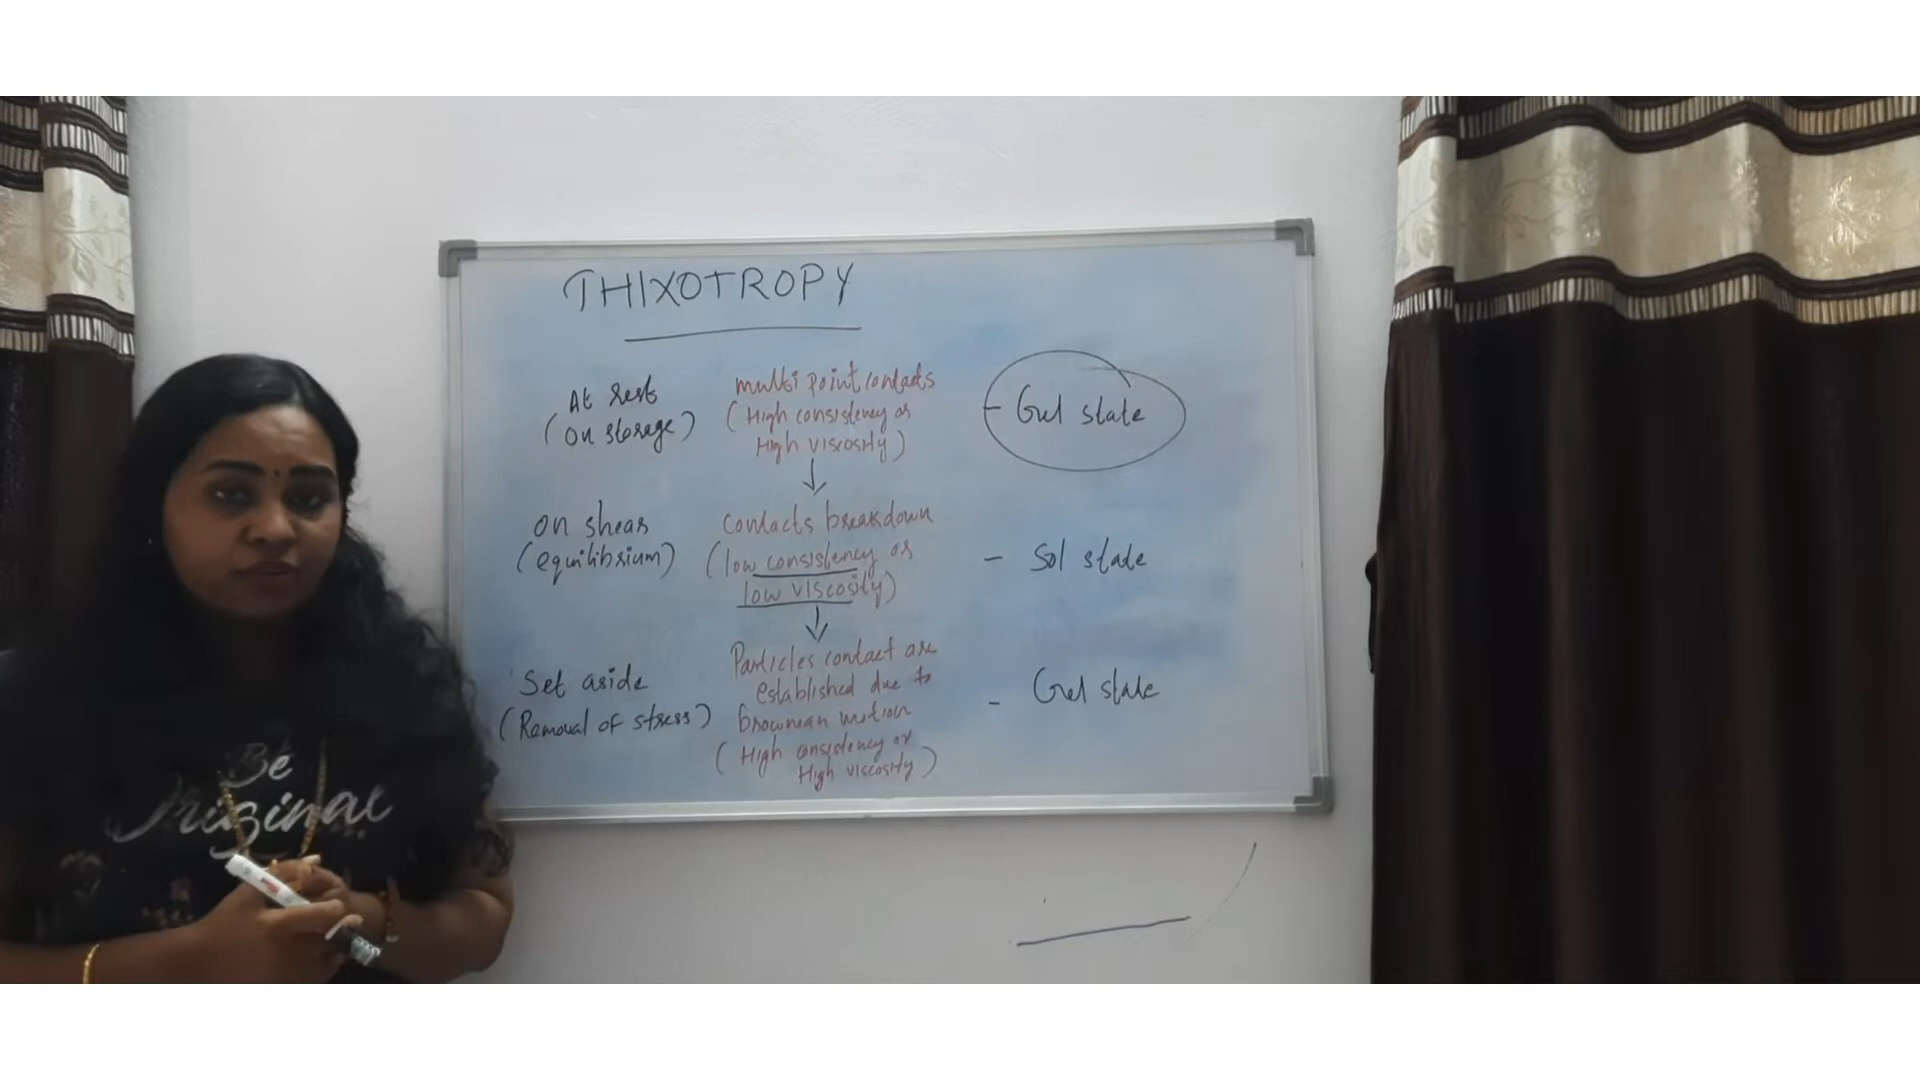 THIXOTROPY
At rest
(On storage)
multi point contacts
(High consistency or
High viscosity)
- Gel state
On shear
(equilibrium)
Contacts breakdown
(low consistency or
low viscosity)
- Sol state
Set aside
(Removal of stress)
Particles contact are
established due to
brownian motion
(High consistency or
High viscosity)
- Gel state
Be
Original